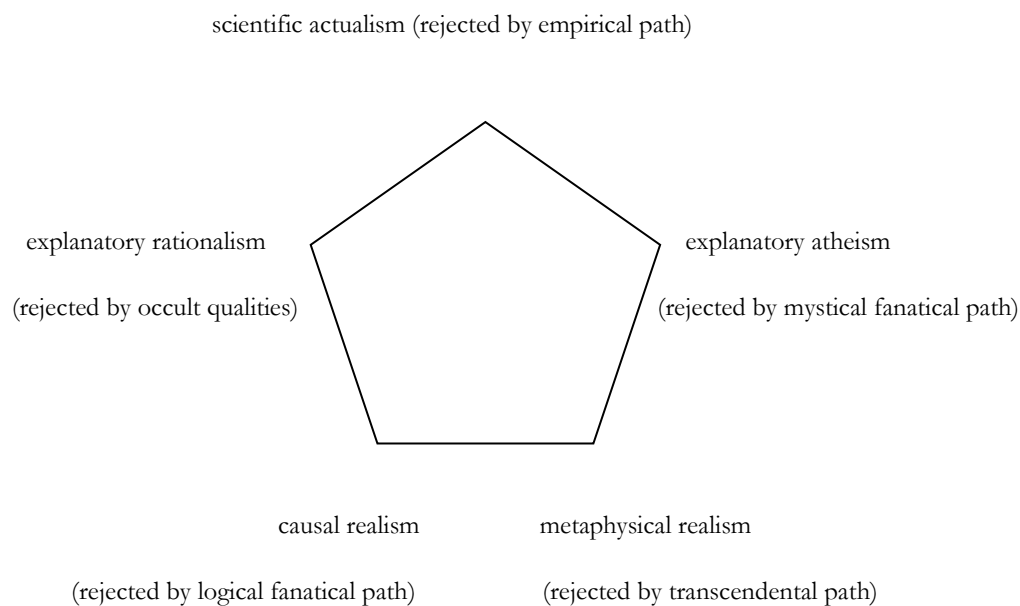 scientific actualism (rejected by empirical path)
explanatory rationalism
(rejected by occult qualities)
explanatory atheism
(rejected by mystical fanatical path)
causal realism
(rejected by logical fanatical path)
metaphysical realism
(rejected by transcendental path)